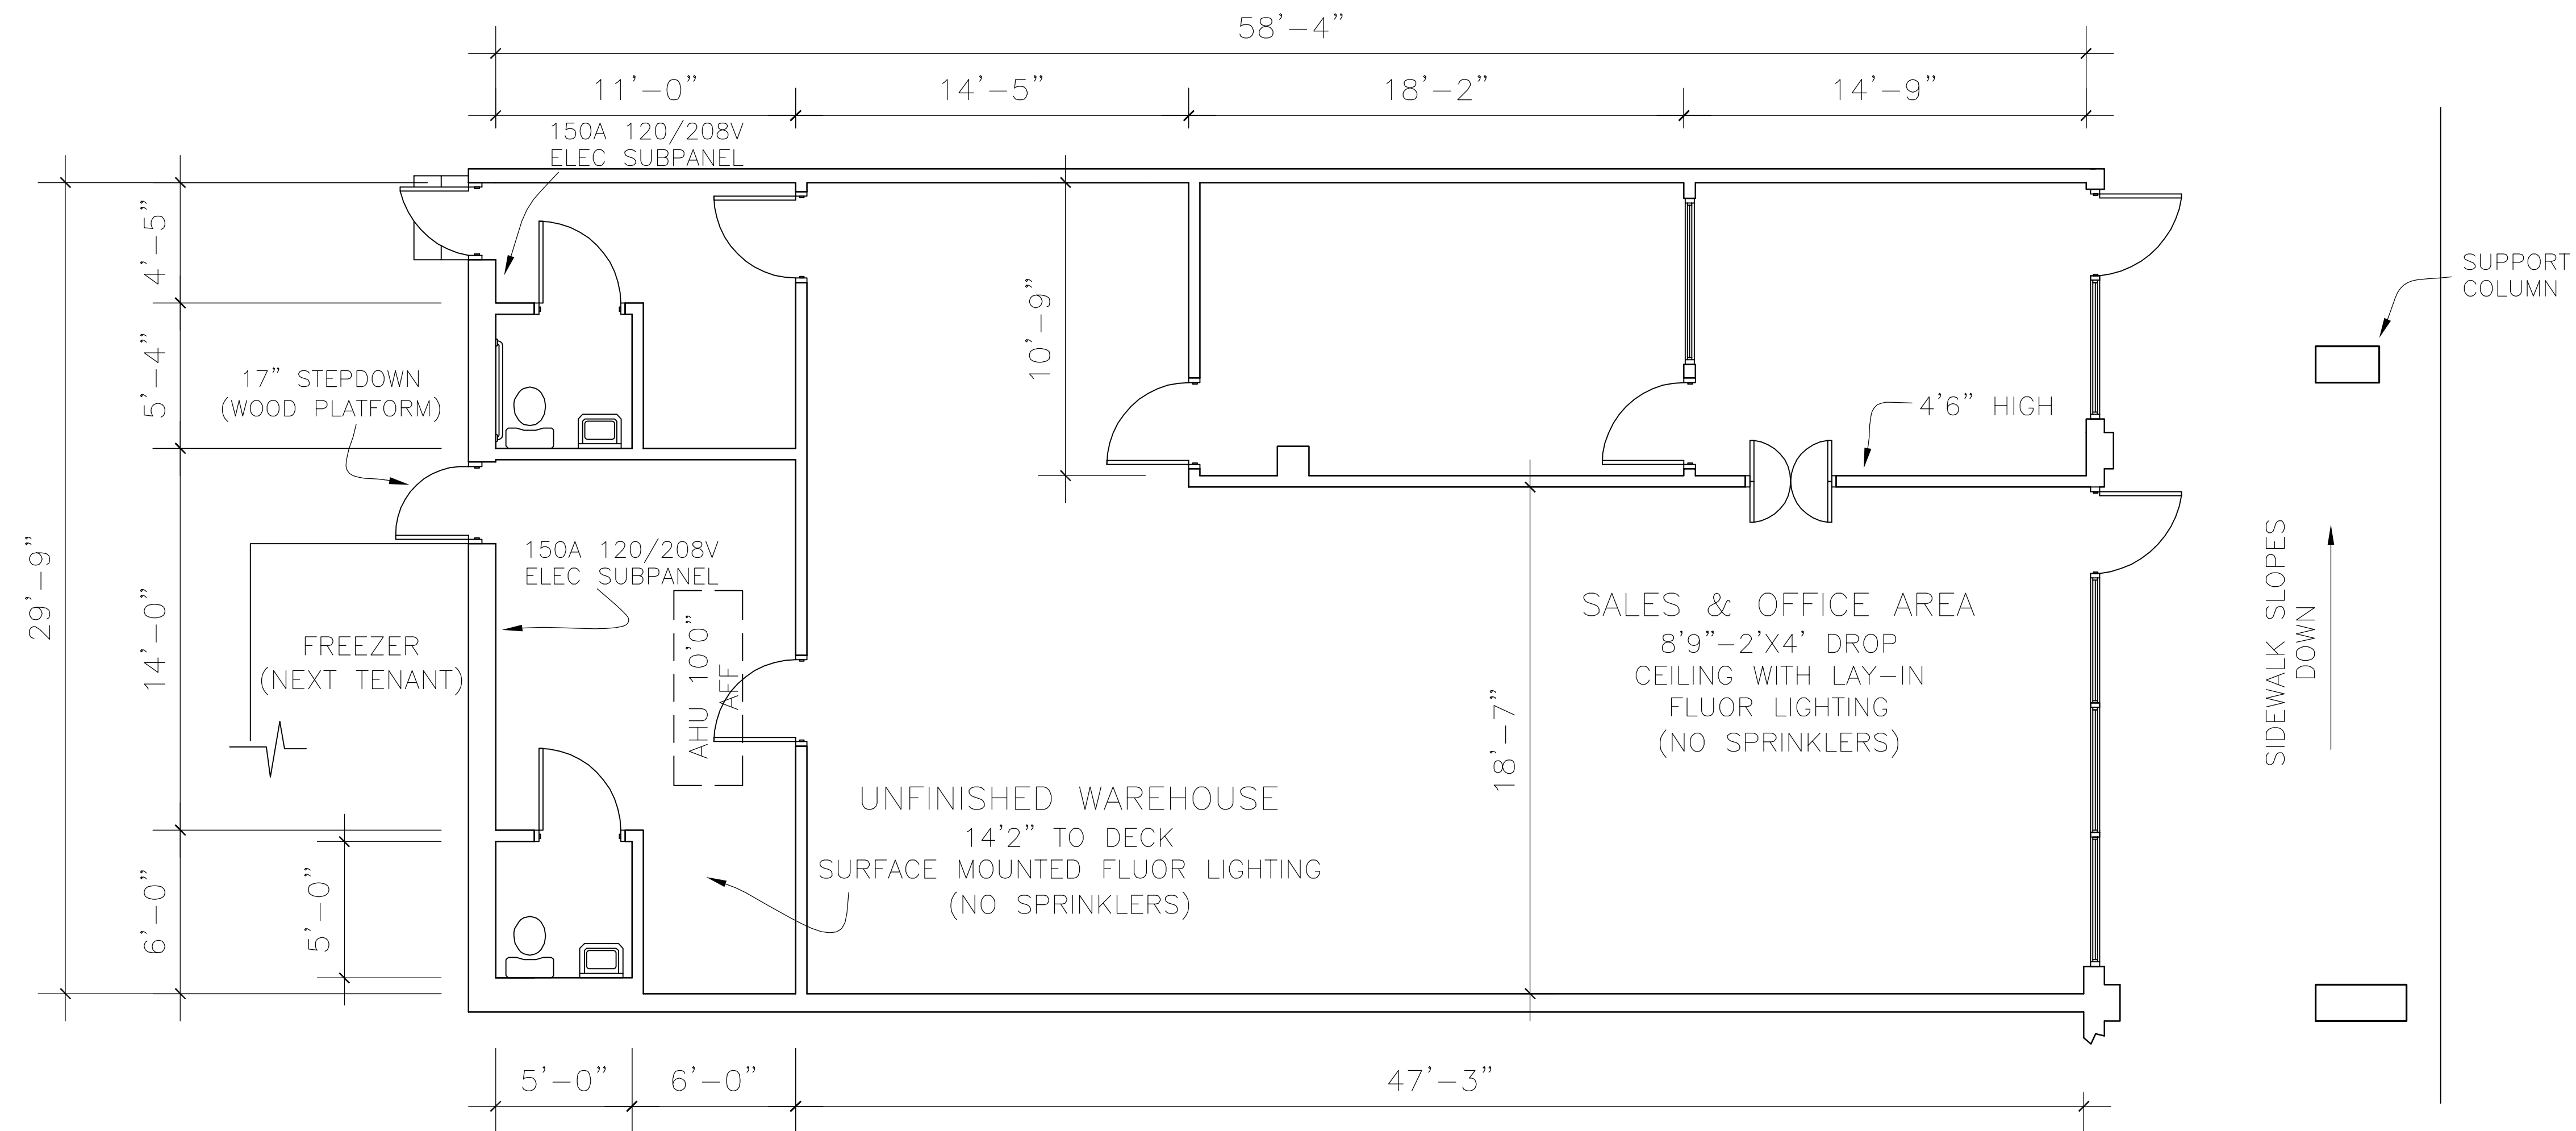 58'-4"
11'-0"
14'-5"
18'-2"
14'-9"
150A 120/208V
ELEC SUBPANEL
4'-5"
5'-4"
10'-9"
SUPPORT
COLUMN
17" STEPDOWN
(WOOD PLATFORM)
4'6" HIGH
29'-9"
14'-0"
150A 120/208V
ELEC SUBPANEL
FREEZER
(NEXT TENANT)
AHU 10'0"
AFF
SALES & OFFICE AREA
8'9"-2'X4' DROP
CEILING WITH LAY-IN
FLUOR LIGHTING
(NO SPRINKLERS)
18'-7"
SIDEWALK SLOPES
DOWN
UNFINISHED WAREHOUSE
14'2" TO DECK
SURFACE MOUNTED FLUOR LIGHTING
(NO SPRINKLERS)
6'-0"
5'-0"
5'-0"
6'-0"
47'-3"